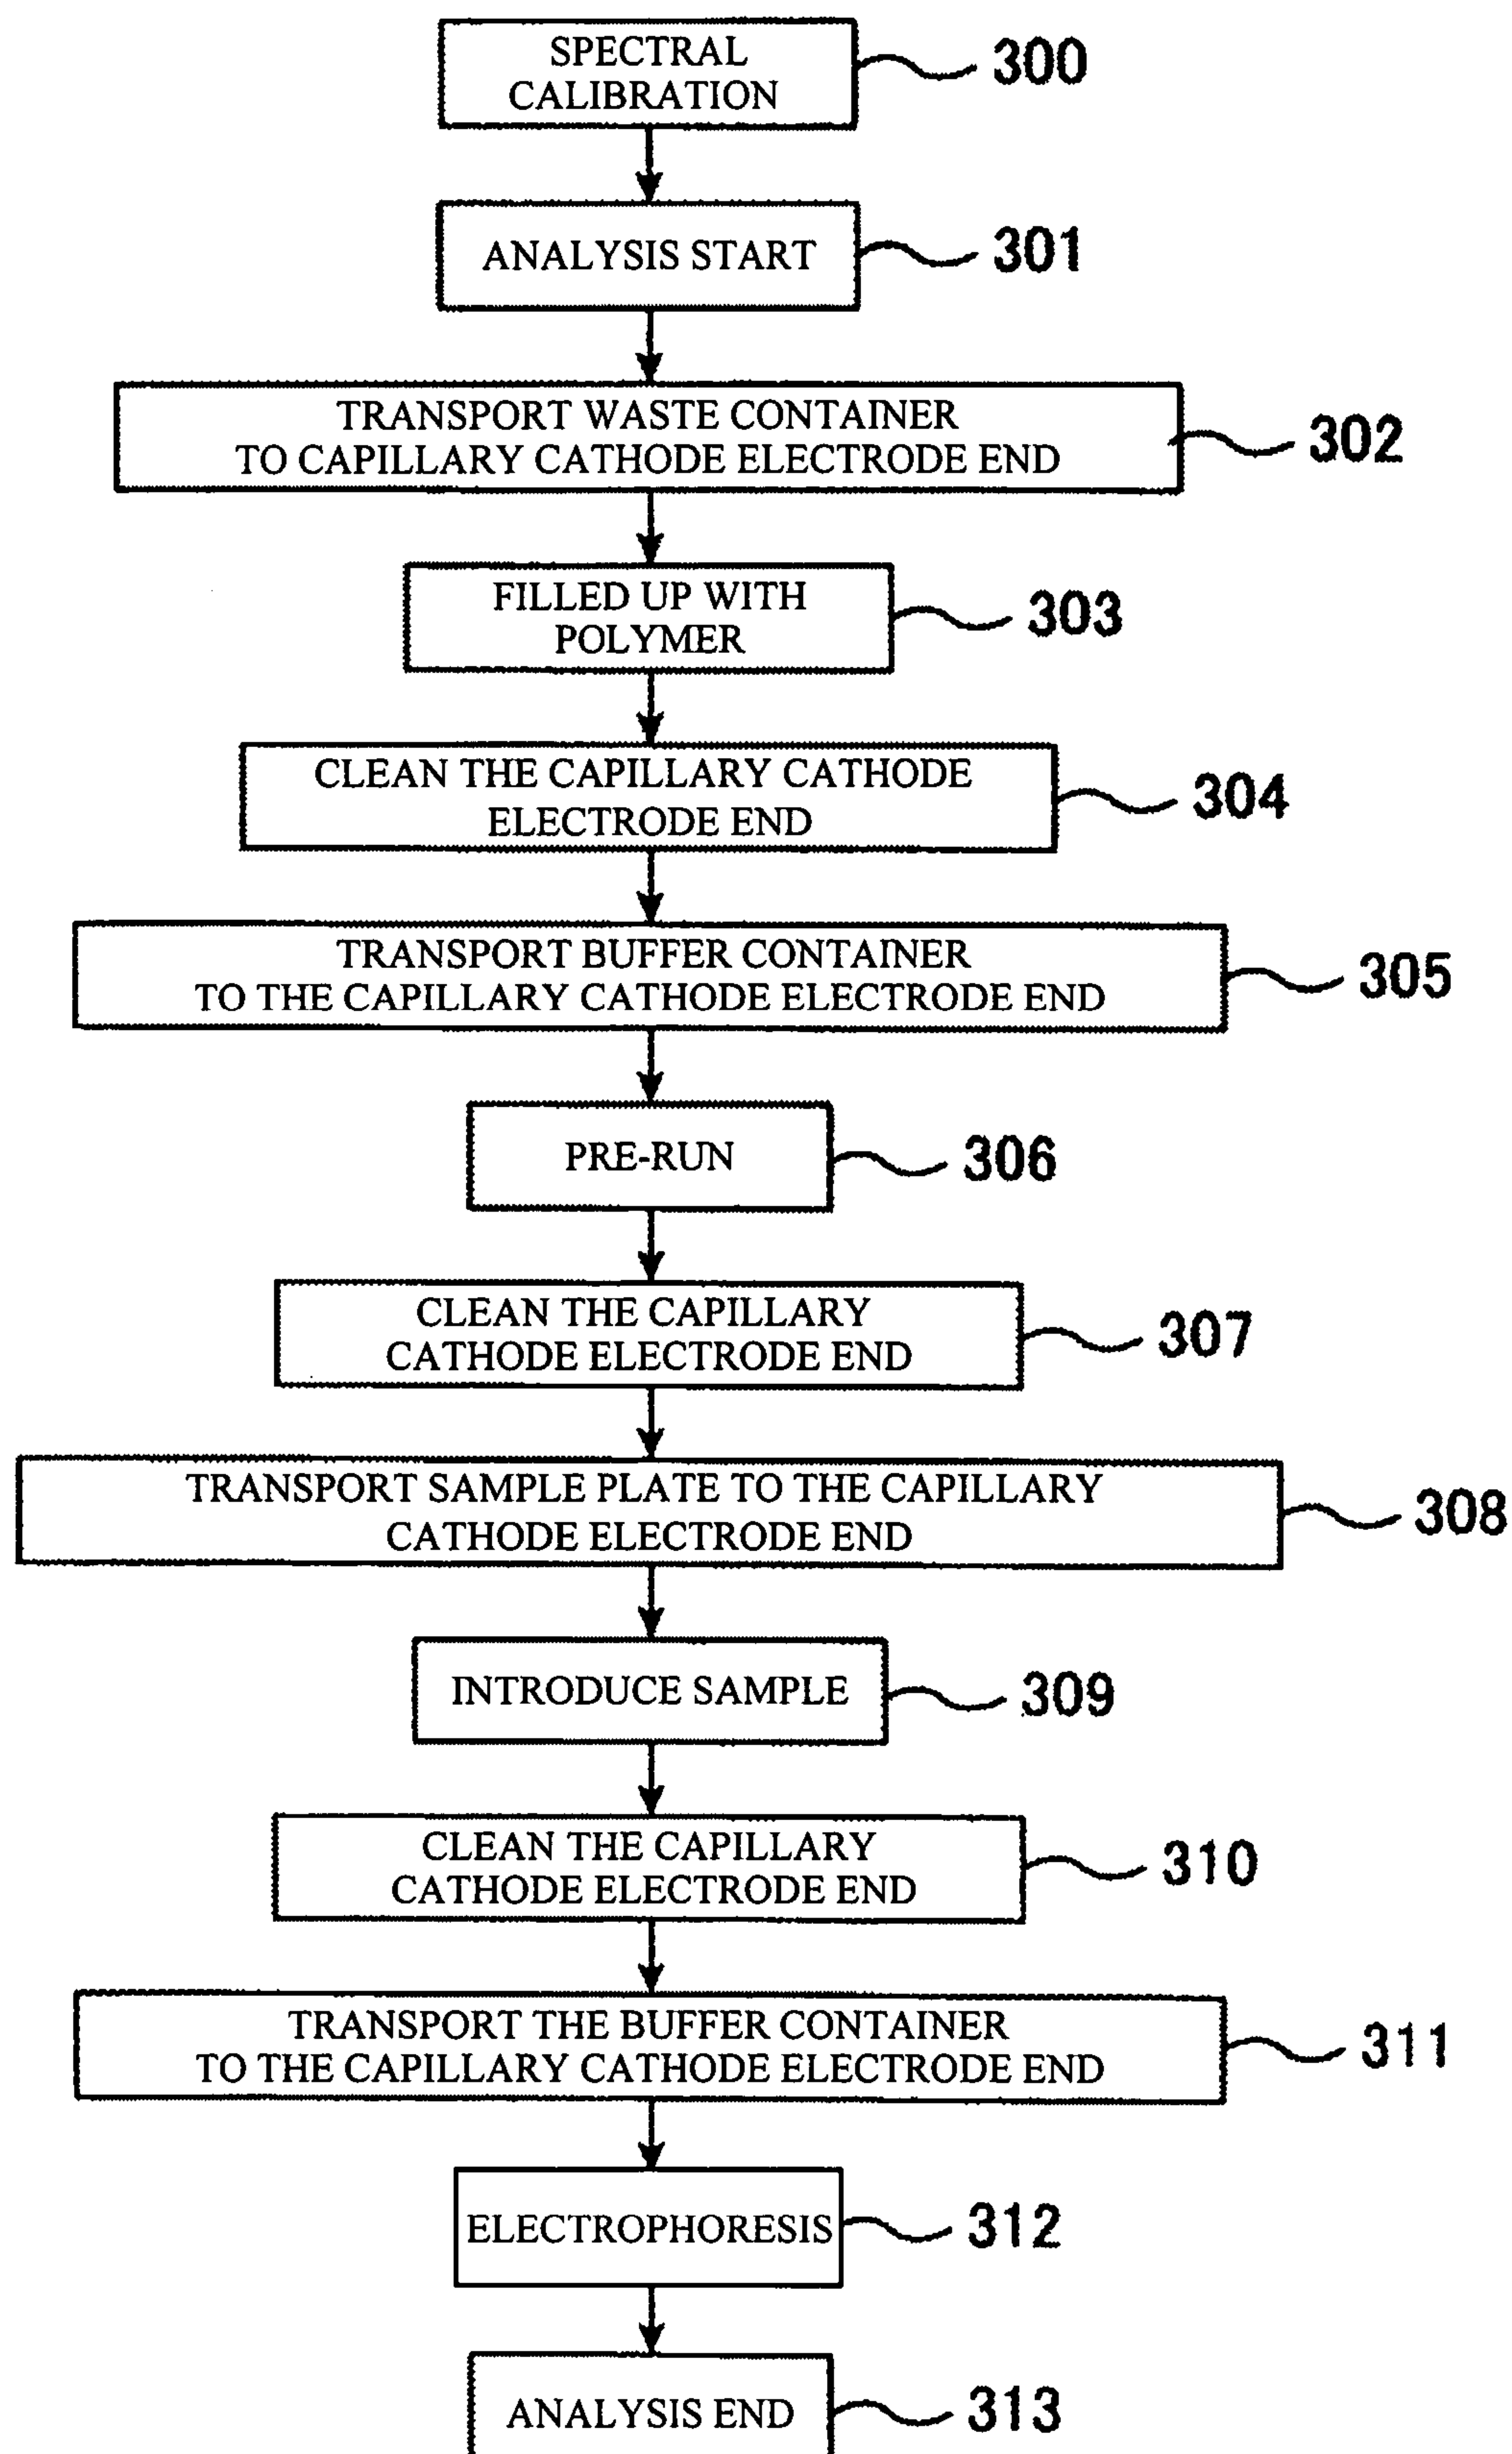 SPECTRAL
CALIBRATION
300
ANALYSIS START
301
TRANSPORT WASTE CONTAINER
TO CAPILLARY CATHODE ELECTRODE END
302
FILLED UP WITH
POLYMER
303
CLEAN THE CAPILLARY CATHODE
ELECTRODE END
304
TRANSPORT BUFFER CONTAINER
TO THE CAPILLARY CATHODE ELECTRODE END
305
PRE-RUN
306
CLEAN THE CAPILLARY
CATHODE ELECTRODE END
307
TRANSPORT SAMPLE PLATE TO THE CAPILLARY
CATHODE ELECTRODE END
308
INTRODUCE SAMPLE
309
CLEAN THE CAPILLARY
CATHODE ELECTRODE END
310
TRANSPORT THE BUFFER CONTAINER
TO THE CAPILLARY CATHODE ELECTRODE END
311
ELECTROPHORESIS
312
ANALYSIS END
313